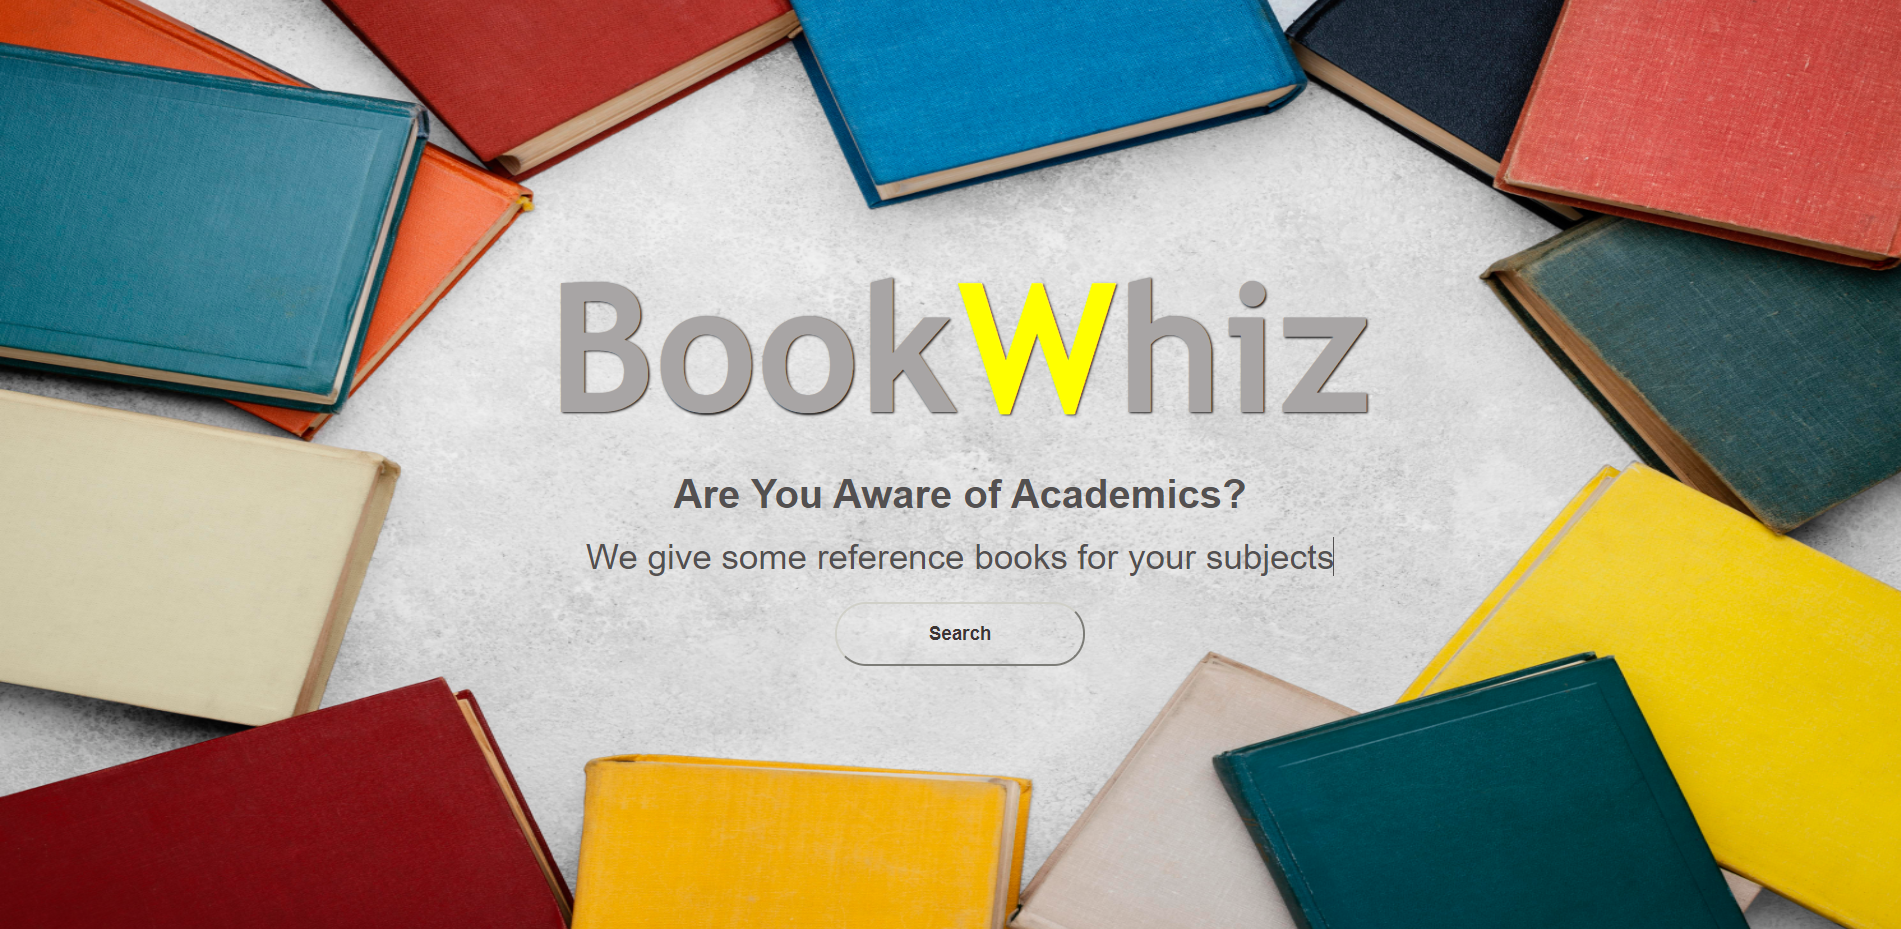 BookWhiz
Are You Aware of Academics?
We give some reference books for your subjects
Search